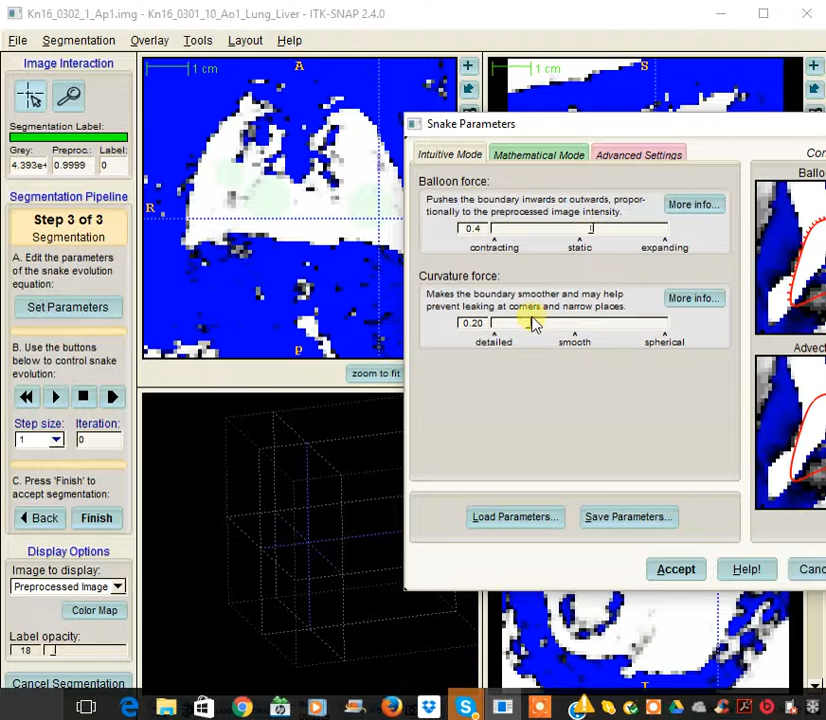 Kn16_0302_1_Ap1.img - Kn16_0301_10_Ao1_Lung_Liver - ITK-SNAP 2.4.0
File Segmentation Overlay Tools Layout Help
Image Interaction
Segmentation Label:
Grey: Preproc.: Label:
4.393e+ 0.9999 0
Segmentation Pipeline
Step 3 of 3
Segmentation
A. Edit the parameters
of the snake evolution
equation:
Set Parameters
B. Use the buttons
below to control snake
evolution:
Step size: Iteration:
1 0
C. Press 'Finish' to
accept segmentation:
Back Finish
Display Options
Image to display:
Preprocessed Image
Color Map
Label opacity:
18
Cancel Segmentation
1 cm
A
R
P
zoom to fit
1 cm
S
I
Snake Parameters
Intuitive Mode Mathematical Mode Advanced Settings
Balloon force:
Pushes the boundary inwards or outwards, propor-
tionally to the preprocessed image intensity.
More info...
0.4
contracting static expanding
Curvature force:
Makes the boundary smoother and may help
prevent leaking at corners and narrow places.
More info...
0.20
detailed smooth spherical
Load Parameters... Save Parameters...
Accept Help! Canc
Con
Balloo
Advect